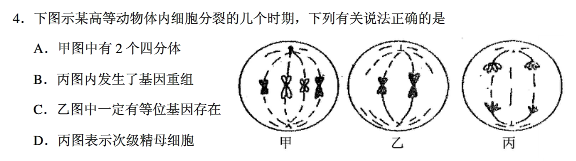 4．下图示某高等动物体内细胞分裂的几个时期，下列有关说法正确的是
A．甲图中有 2 个四分体
B．丙图内发生了基因重组
C．乙图中一定有等位基因存在
D．丙图表示次级精母细胞
甲 乙 丙